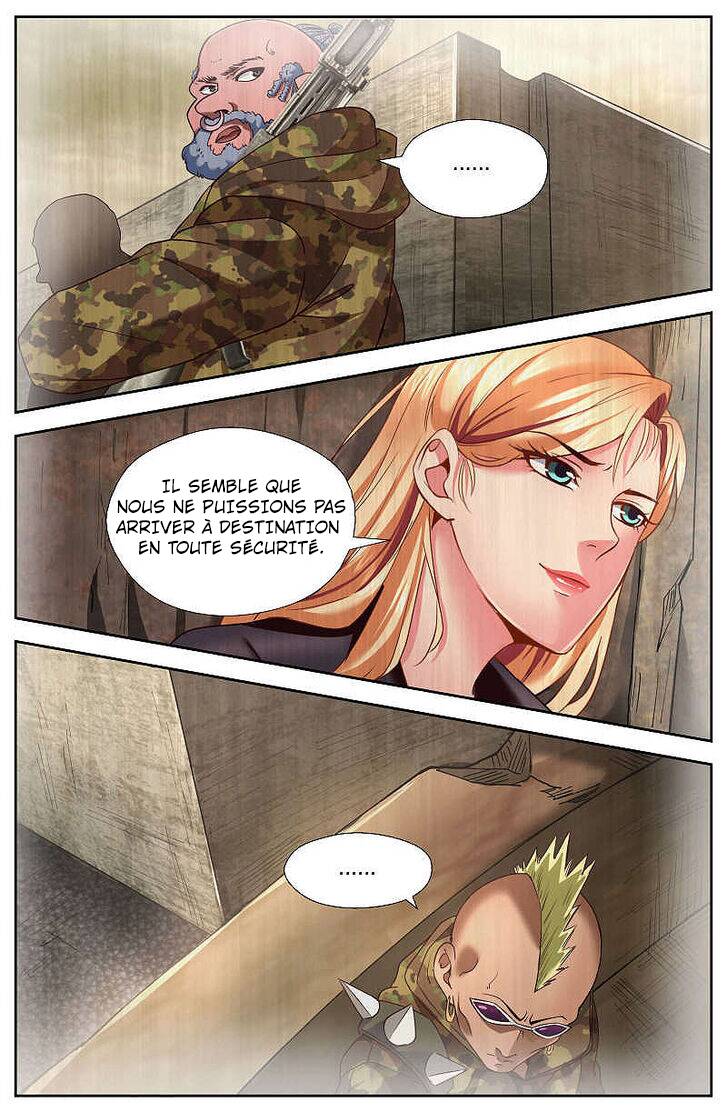 ......
IL SEMBLE QUE
NOUS NE PUISSIONS PAS
ARRIVER À DESTINATION
EN TOUTE SÉCURITÉ.
......